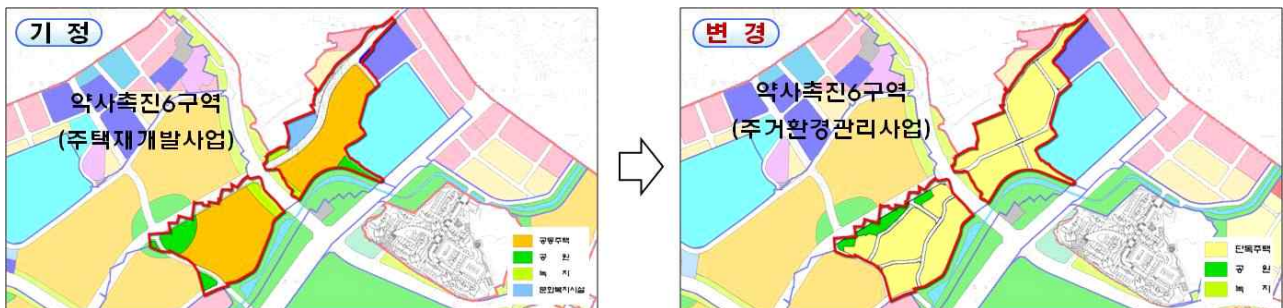 기 정
약사촉진6구역
(주택재개발사업)
공동주택
공 원
녹 지
문화복지시설
변 경
약사촉진6구역
(주거환경관리사업)
단독주택
공 원
녹 지